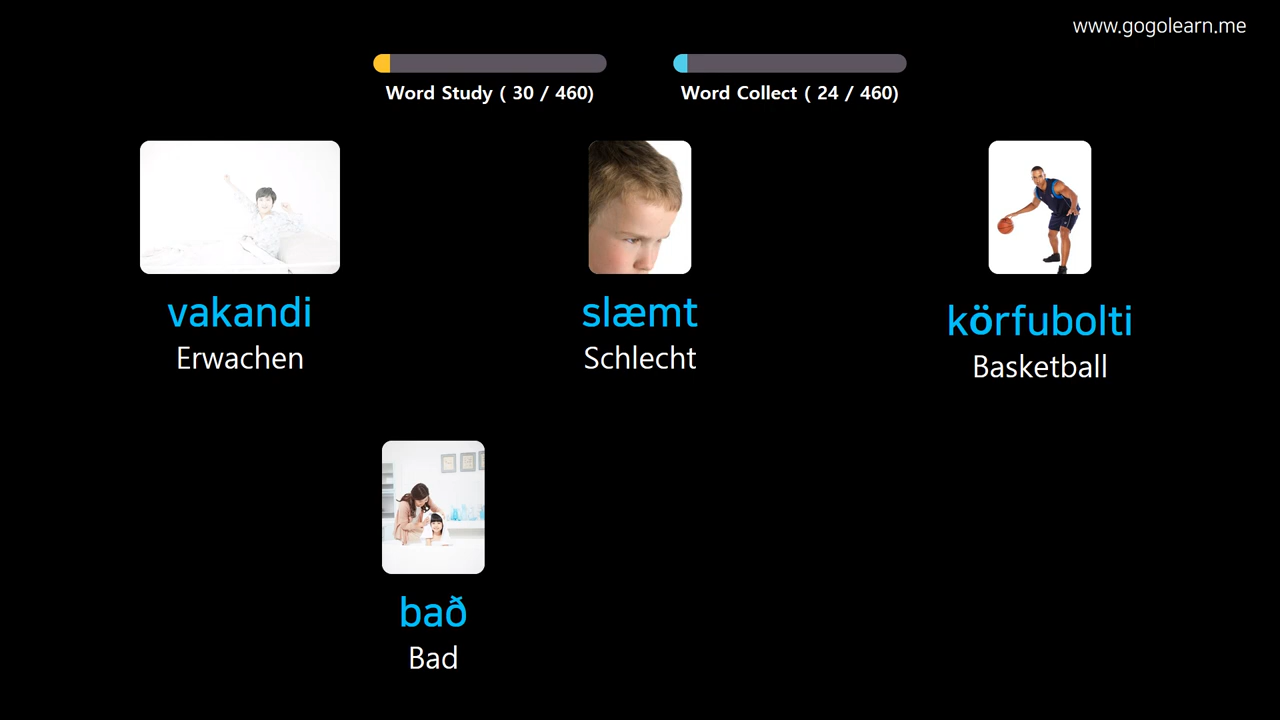 www.gogolearn.me
Word Study ( 30 / 460)
Word Collect ( 24 / 460)
vakandi
Erwachen
slæmt
Schlecht
körfubolti
Basketball
bað
Bad